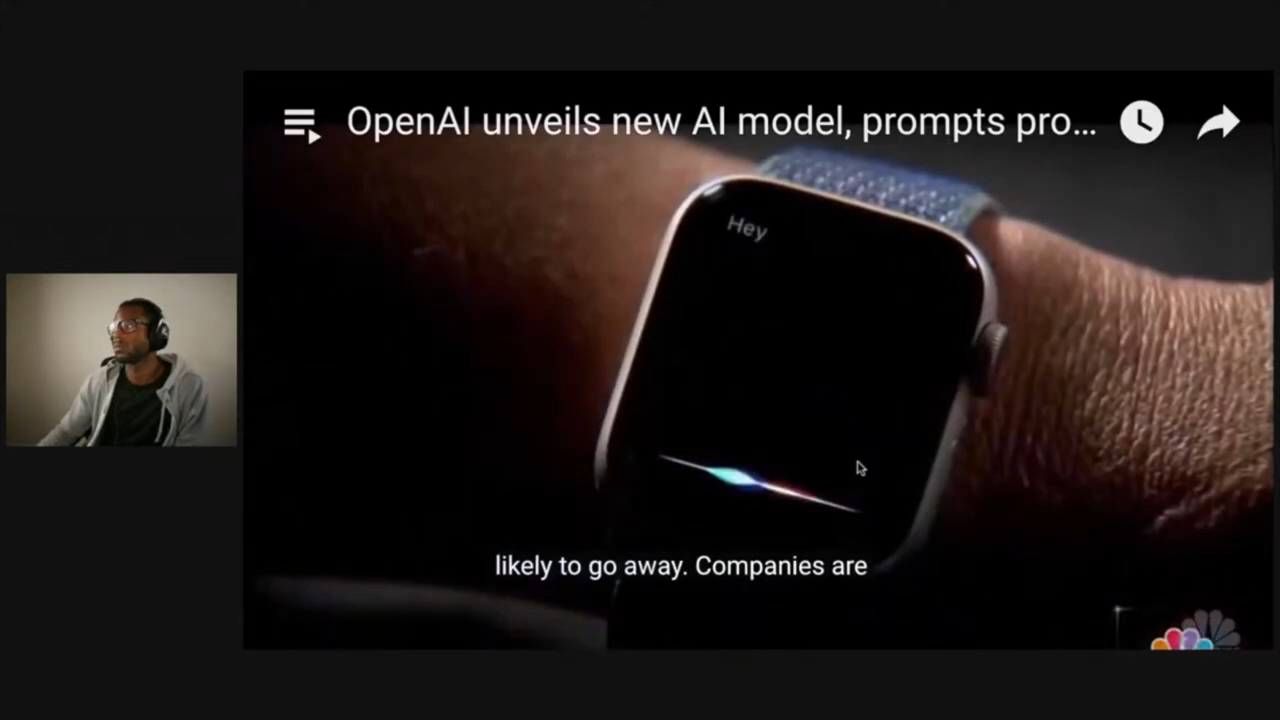 OpenAI unveils new AI model, prompts pro...
Hey
likely to go away. Companies are